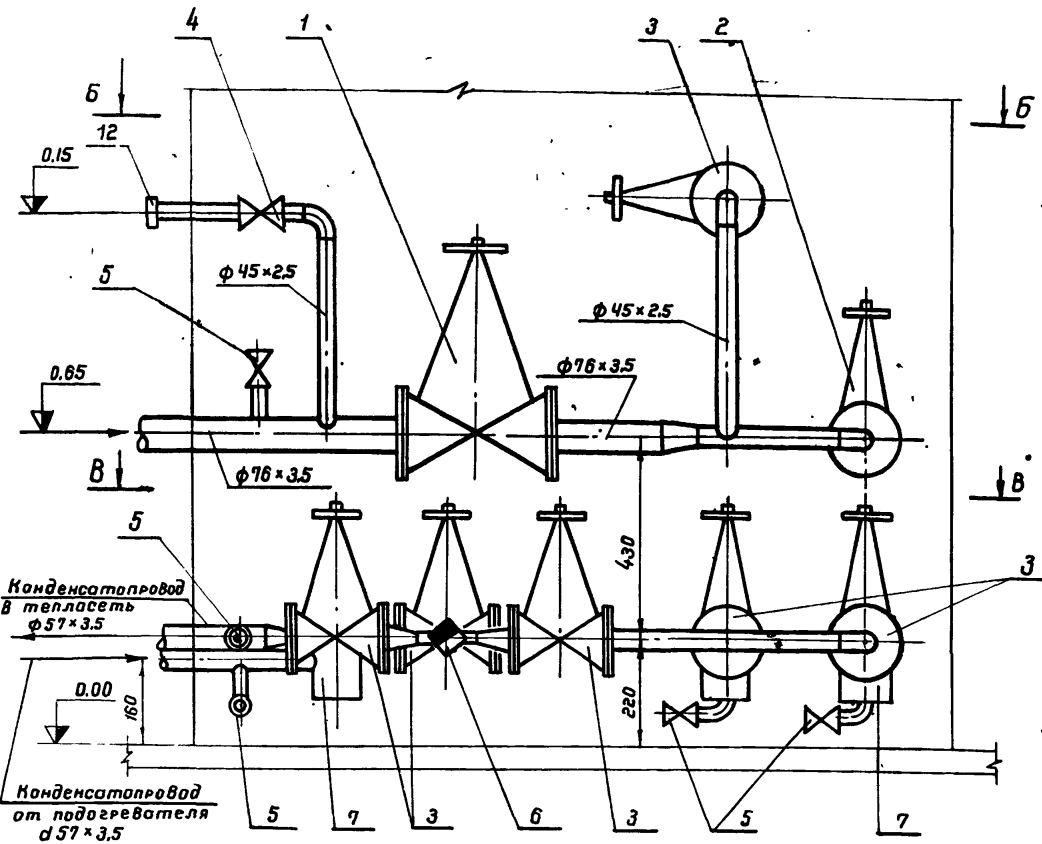 4
1
3
2
Б
Б
12
0.15
5
ф 45×2,5
ф 45×2.5
0.65
ф76×3,5
ф76×3.5
В
В
5
430
3
Конденсатопровод
в тепласеть
ф57×3.5
0.00
160
220
Конденсатопровод
от подогревателя
d 57×3,5
5
7
3
6
3
5
7